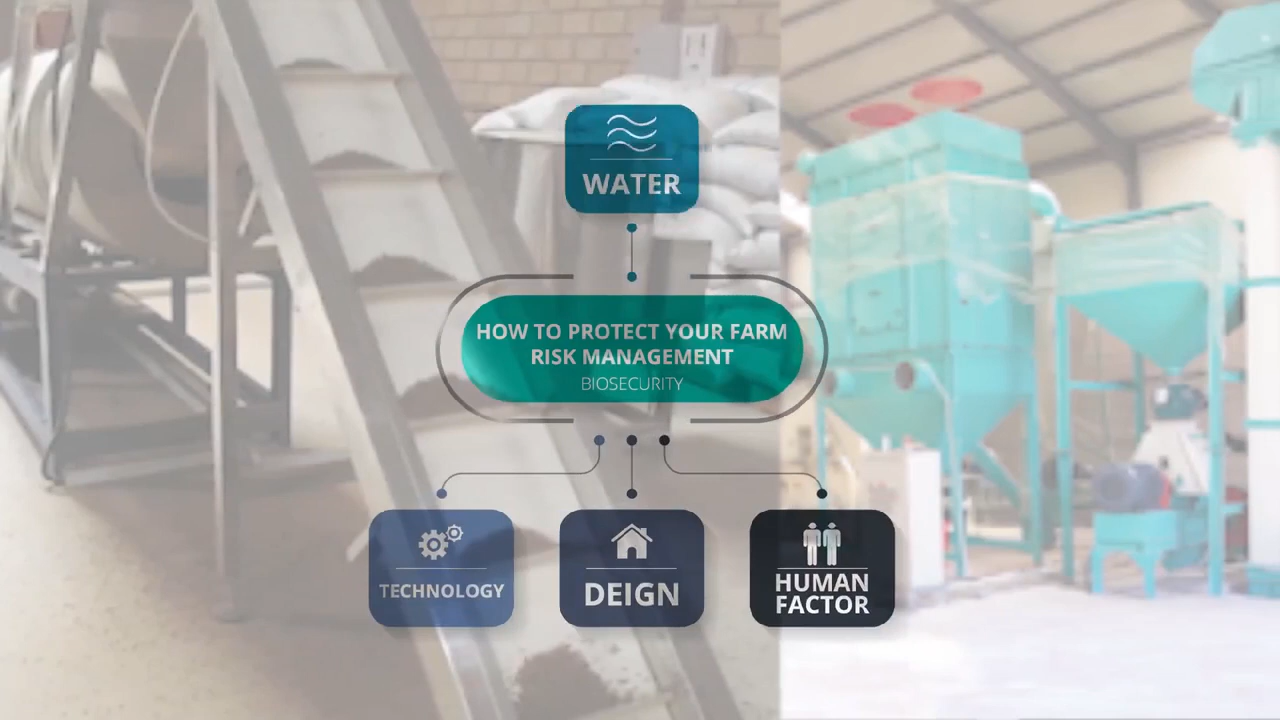 WATER
HOW TO PROTECT YOUR FARM
RISK MANAGEMENT
BIOSECURITY
TECHNOLOGY
DEIGN
HUMAN
FACTOR